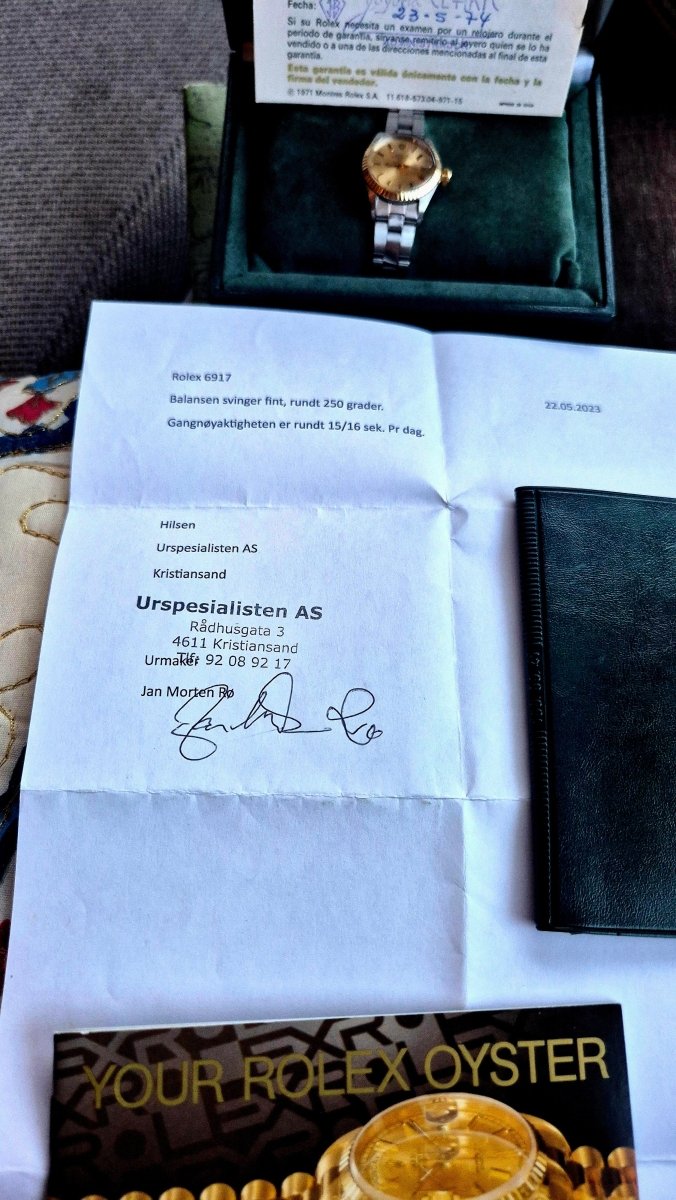 Fecha:
23-5-74
Si su Rolex necesita un examen por un relojero durante el
período de garantía, sírvanse remitirlo al joyero quien se lo ha
vendido o a una de las direcciones mencionadas al final de esta
garantía.
Esta garantía es válida únicamente con la fecha y la
firma del vendedor.
© 1971 Montres Rolex S.A.
Rolex 6917
22.05.2023
Balansen svinger fint, rundt 250 grader.
Gangnøyaktigheten er rundt 15/16 sek. Pr dag.
Hilsen
Urspesialisten AS
Kristiansand
Urspesialisten AS
Rådhusgata 3
4611 Kristiansand
Tlf: 92 08 92 17
Urmaker
Jan Morten Rø
YOUR ROLEX OYSTER